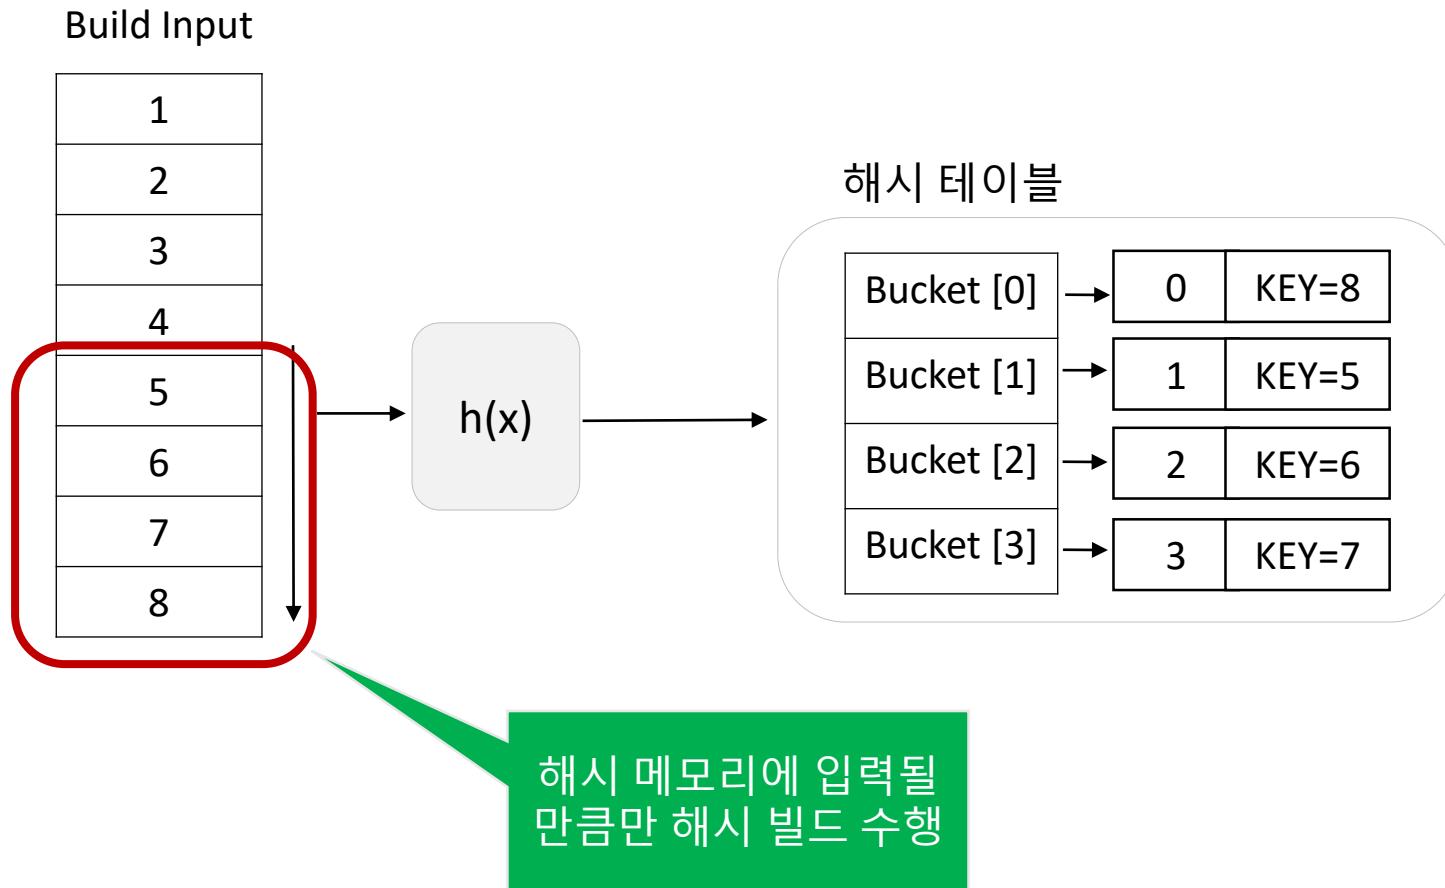 Build Input
1
2
3
4
5
6
7
8
h(x)
해시 테이블
Bucket [0] 0 KEY=8
Bucket [1] 1 KEY=5
Bucket [2] 2 KEY=6
Bucket [3] 3 KEY=7
해시 메모리에 입력될
만큼만 해시 빌드 수행